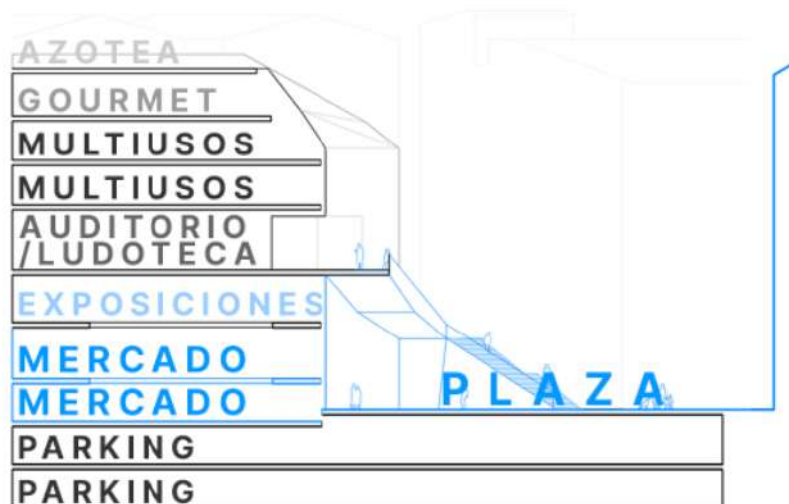 AZOTEA
GOURMET
MULTIUSOS
MULTIUSOS
AUDITORIO
/LUDOTECA
EXPOSICIONES
MERCADO
PLAZA
MERCADO
PARKING
PARKING